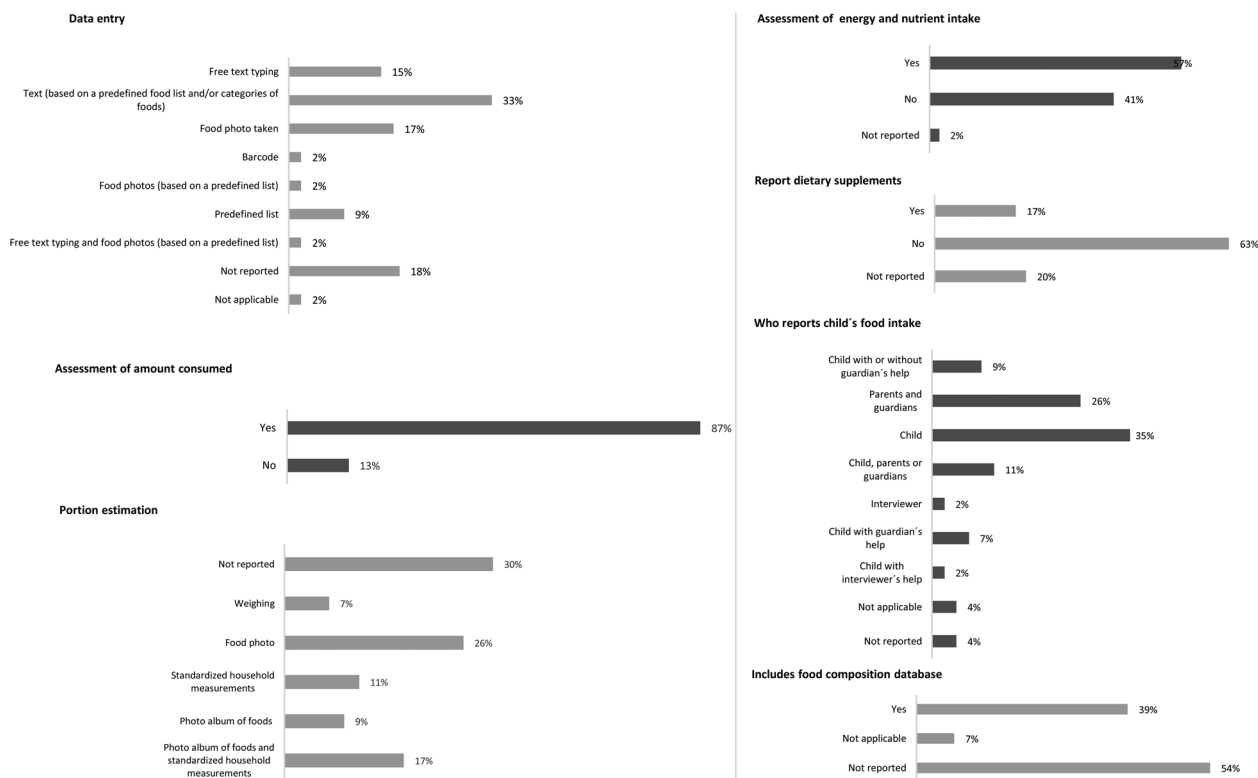 Data entry
Free text typing
15%
Text (based on a predefined food list and/or categories of
foods)
33%
Food photo taken
17%
Barcode
2%
Food photos (based on a predefined list)
2%
Predefined list
9%
Free text typing and food photos (based on a predefined list)
2%
Not reported
18%
Not applicable
2%
Assessment of amount consumed
Yes
87%
No
13%
Portion estimation
Not reported
30%
Weighing
7%
Food photo
26%
Standardized household
measurements
11%
Photo album of foods
9%
Photo album of foods and
standardized household
measurements
17%
Assessment of  energy and nutrient intake
Yes
57%
No
41%
Not reported
2%
Report dietary supplements
Yes
17%
No
63%
Not reported
20%
Who reports child´s food intake
Child with or without
guardian´s help
9%
Parents and
guardians
26%
Child
35%
Child, parents or
guardians
11%
Interviewer
2%
Child with guardian´s
help
7%
Child with
interviewer´s help
2%
Not applicable
4%
Not reported
4%
Includes food composition database
Yes
39%
Not applicable
7%
Not reported
54%